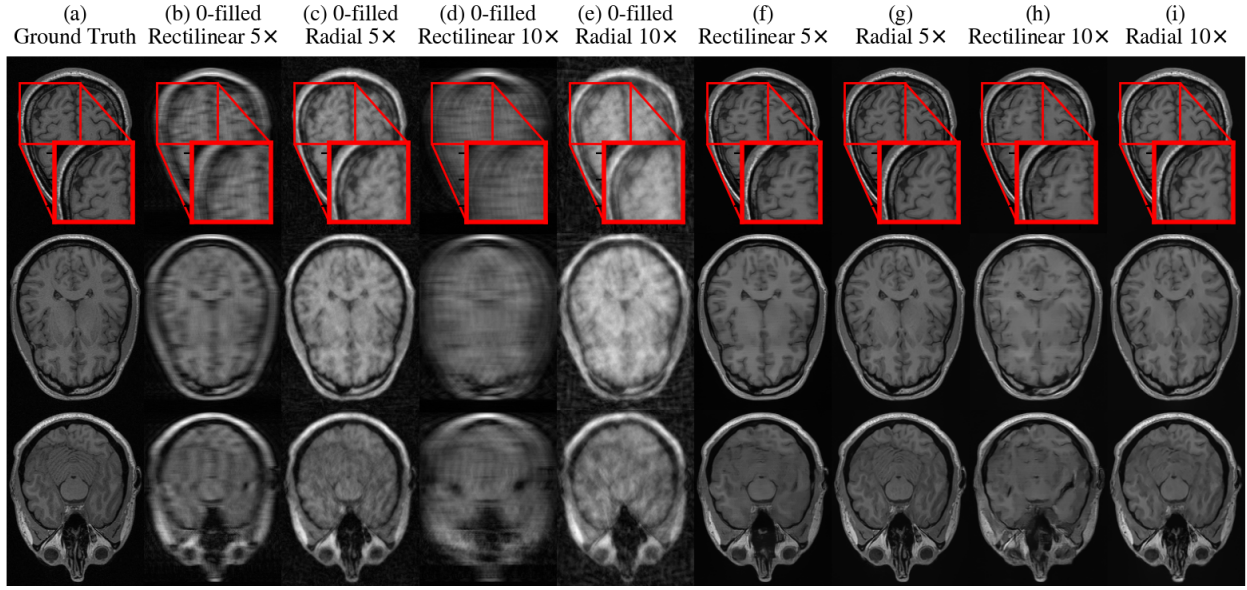 (a)
Ground Truth
(b) 0-filled
Rectilinear 5×
(c) 0-filled
Radial 5×
(d) 0-filled
Rectilinear 10×
(e) 0-filled
Radial 10×
(f)
Rectilinear 5×
(g)
Radial 5×
(h)
Rectilinear 10×
(i)
Radial 10×